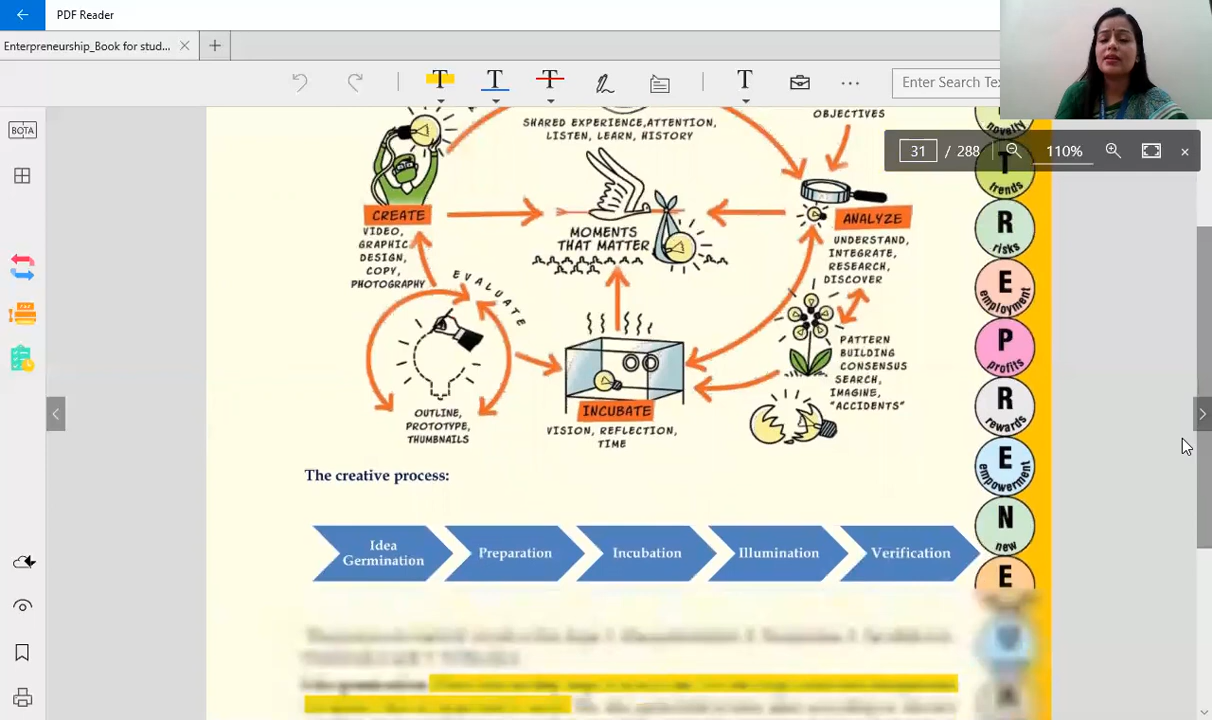 PDF Reader
Enterpreneurship_Book for stud...
Enter Search Tex
BOTA
31 / 288
110%
SHARED EXPERIENCE, ATTENTION,
LISTEN, LEARN, HISTORY
OBJECTIVES
CREATE
VIDEO,
GRAPHIC
DESIGN,
COPY,
PHOTOGRAPHY
MOMENTS
THAT MATTER
ANALYZE
UNDERSTAND,
INTEGRATE,
RESEARCH,
DISCOVER
EVALUATE
PATTERN
BUILDING
CONSENSUS
SEARCH,
IMAGINE,
"ACCIDENTS"
OUTLINE,
PROTOTYPE,
THUMBNAILS
INCUBATE
VISION, REFLECTION,
TIME
The creative process:
Idea
Germination
Preparation
Incubation
Illumination
Verification
novelty
T
trends
R
risks
E
employment
P
profits
R
rewards
E
empowerment
N
new
E